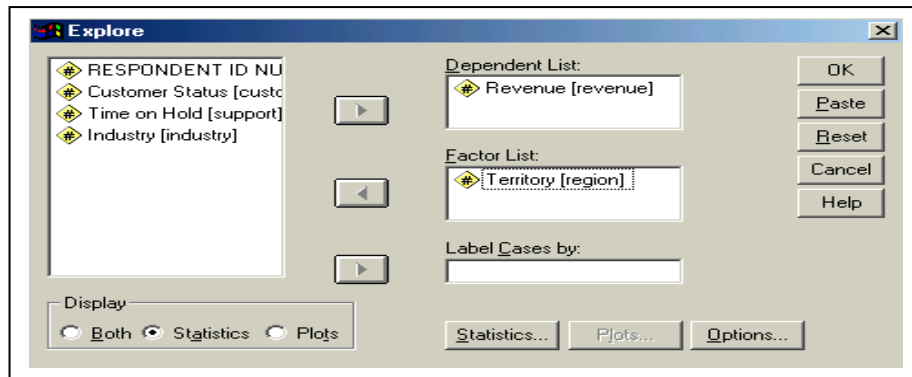 Explore
RESPONDENT ID NU
Customer Status [custo
Time on Hold [support]
Industry [industry]
Dependent List:
Revenue [revenue]
Factor List:
Territory [region]
Label Cases by:
OK
Paste
Reset
Cancel
Help
Display
Both
Statistics
Plots
Statistics...
Plots...
Options...